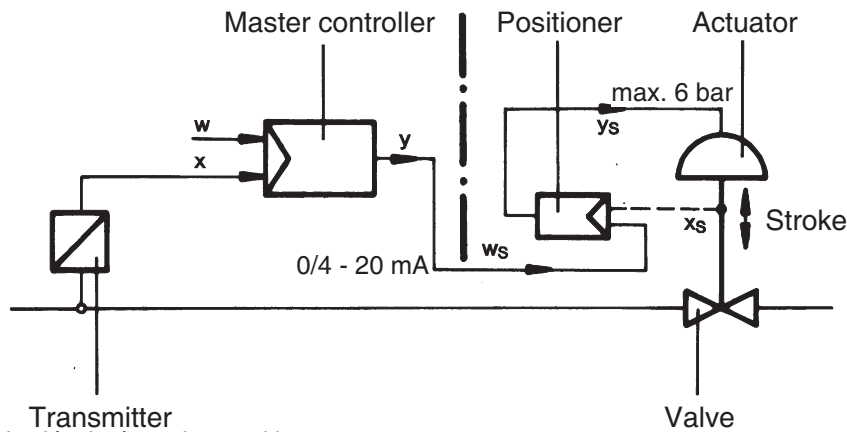 Master controller
Positioner
Actuator
max. 6 bar
w
y
ys
x
xs
Stroke
ws
0/4 - 20 mA
Transmitter
Valve